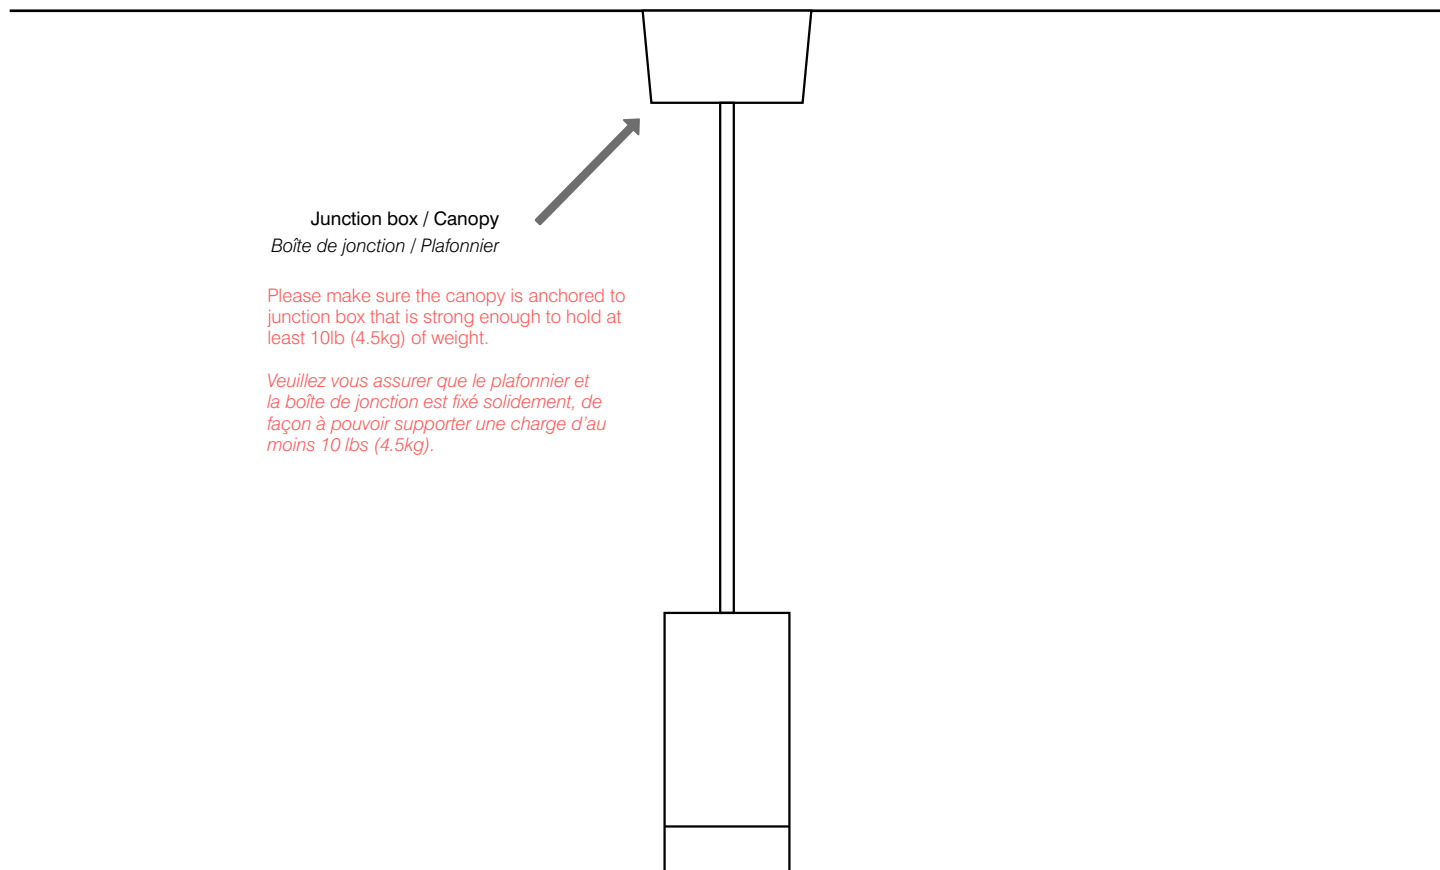 Junction box / Canopy
Boîte de jonction / Plafonnier
Please make sure the canopy is anchored to
junction box that is strong enough to hold at
least 10lb (4.5kg) of weight.
Veuillez vous assurer que le plafonnier et
la boîte de jonction est fixé solidement, de
façon à pouvoir supporter une charge d’au
moins 10 lbs (4.5kg).